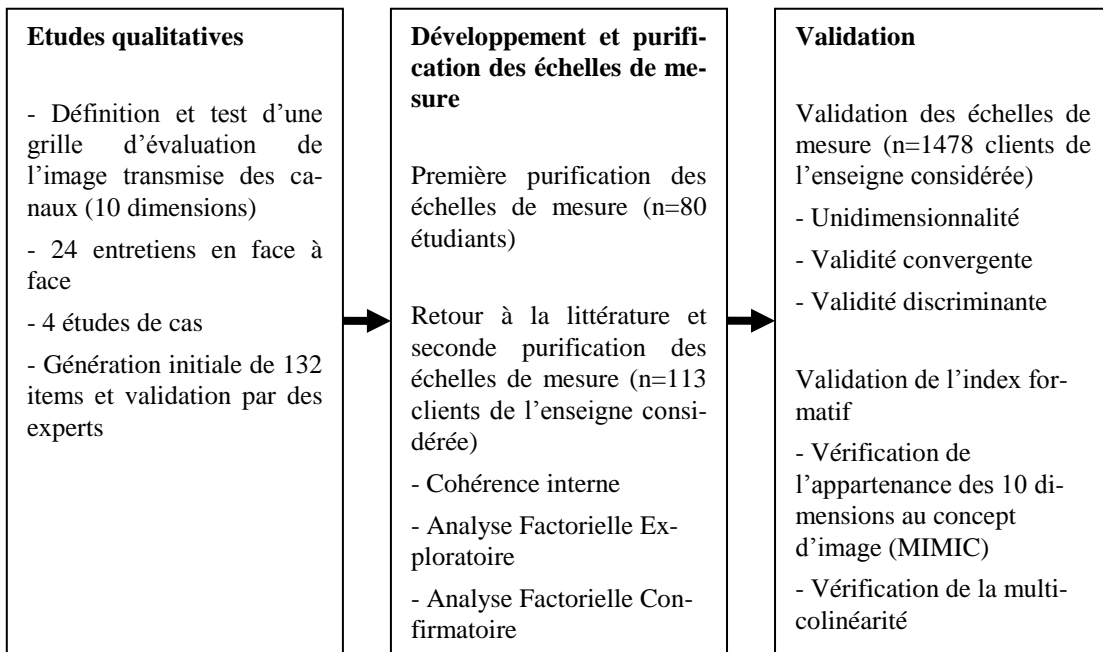 Etudes qualitatives
- Définition et test d’une
grille d’évaluation de
l’image transmise des ca-
naux (10 dimensions)
- 24 entretiens en face à
face
- 4 études de cas
- Génération initiale de 132
items et validation par des
experts
Développement et purifi-
cation des échelles de me-
sure
Première purification des
échelles de mesure (n=80
étudiants)
Retour à la littérature et
seconde purification des
échelles de mesure (n=113
clients de l’enseigne consi-
dérée)
- Cohérence interne
- Analyse Factorielle Ex-
ploratoire
- Analyse Factorielle Con-
firmatoire
Validation
Validation des échelles de
mesure (n=1478 clients de
l’enseigne considérée)
- Unidimensionnalité
- Validité convergente
- Validité discriminante
Validation de l’index for-
matif
- Vérification de
l’appartenance des 10 di-
mensions au concept
d’image (MIMIC)
- Vérification de la multi-
colinéarité